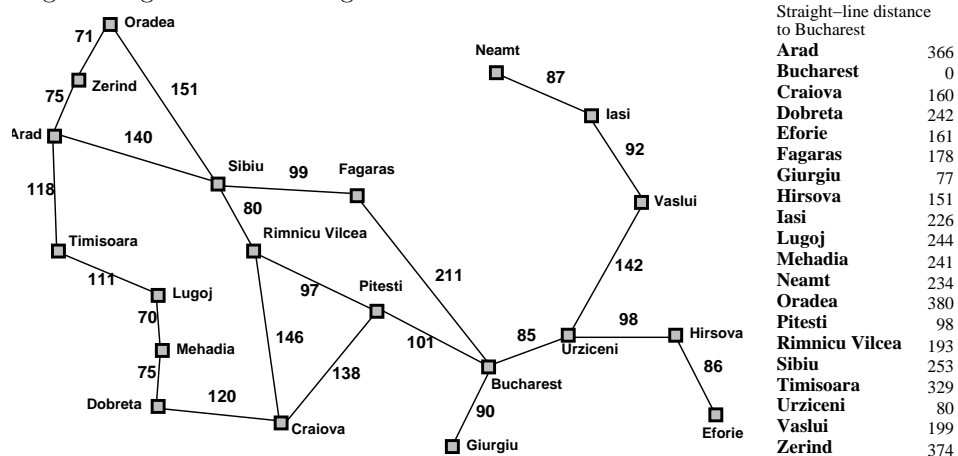 Oradea
71
Neamt
87
Zerind
151
75
Iasi
Arad
140
92
Sibiu
99
Fagaras
118
80
Vaslui
Timisoara
Rimnicu Vilcea
111
142
211
Lugoj
97
Pitesti
70
98
Hirsova
85
146
101
Urziceni
Mehadia
138
86
75
Bucharest
120
Dobreta
90
Craiova
Eforie
Giurgiu
Straight−line distance
to Bucharest
Arad 366
Bucharest 0
Craiova 160
Dobreta 242
Eforie 161
Fagaras 178
Giurgiu 77
Hirsova 151
Iasi 226
Lugoj 244
Mehadia 241
Neamt 234
Oradea 380
Pitesti 98
Rimnicu Vilcea 193
Sibiu 253
Timisoara 329
Urziceni 80
Vaslui 199
Zerind 374